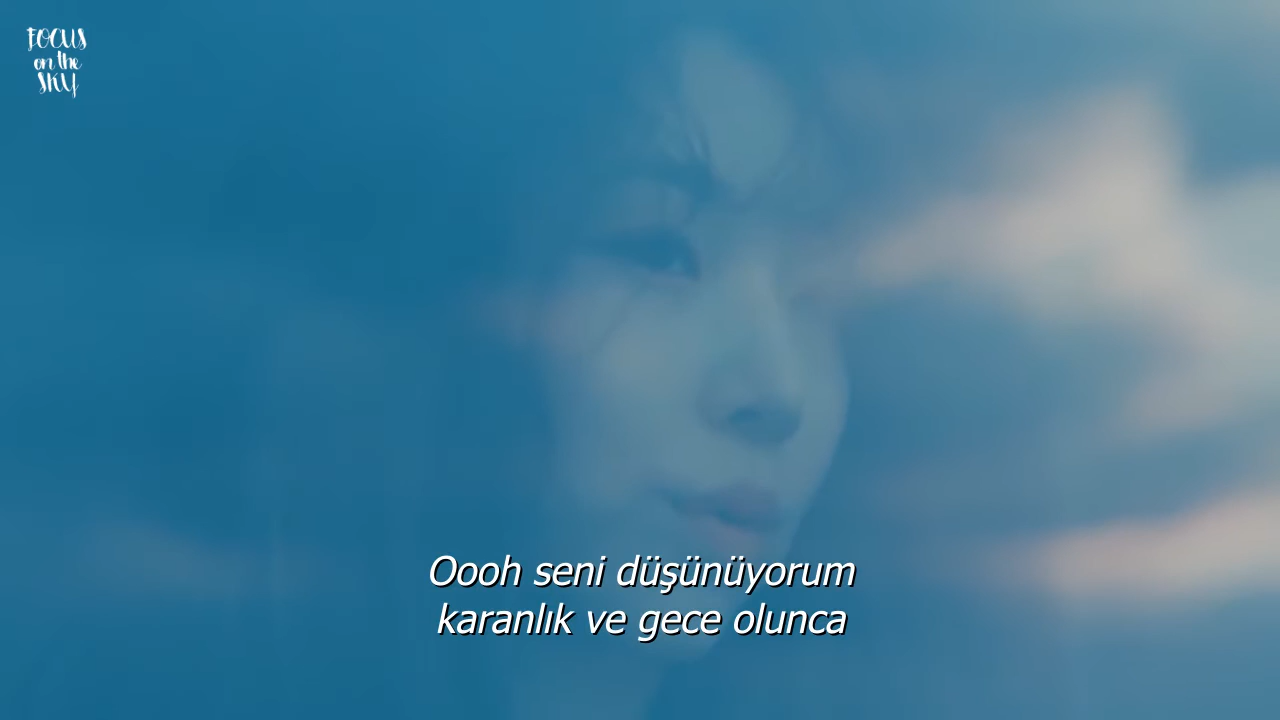 FOCUS
on the
SKY
Oooh seni düşünüyorum
karanlık ve gece olunca